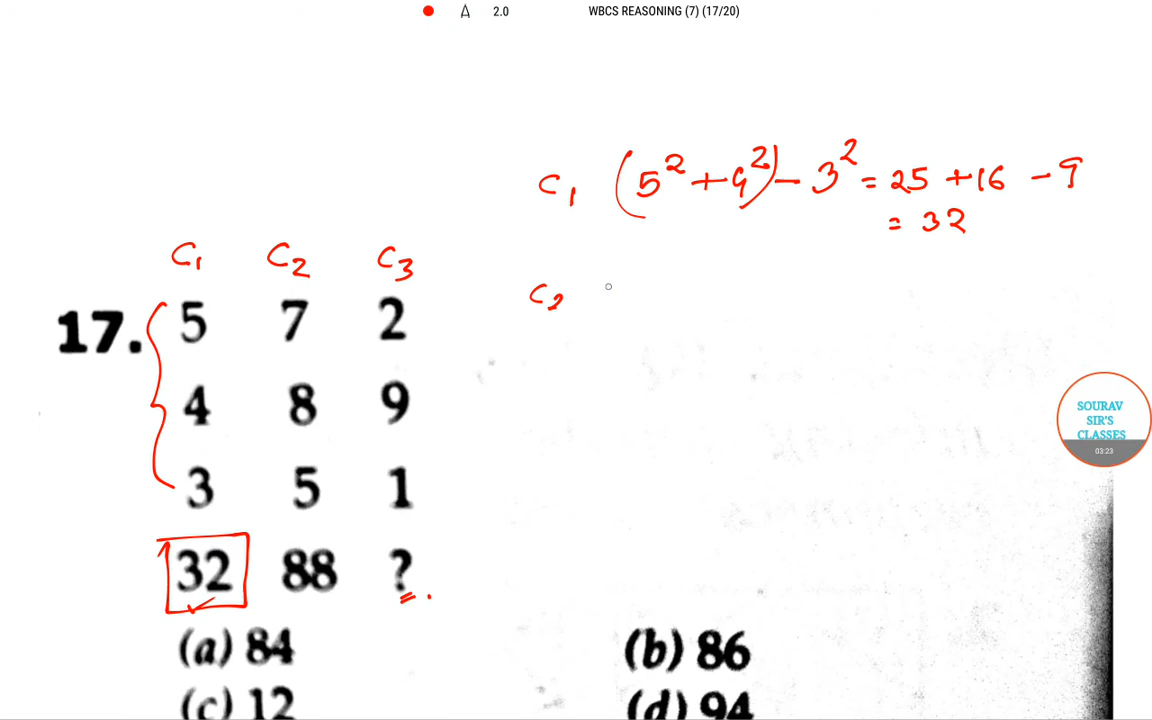 A 2.0 WBCS REASONING (7) (17/20)
C₁ (5² + 4²) - 3² = 25 + 16 - 9
= 32
C₁ C₂ C₃
C₂
17. 5 7 2
4 8 9
3 5 1
32 88 ?
SOURAV
SIR'S
CLASSES
03:23
(a) 84 (b) 86
(c) 12 (d) 94